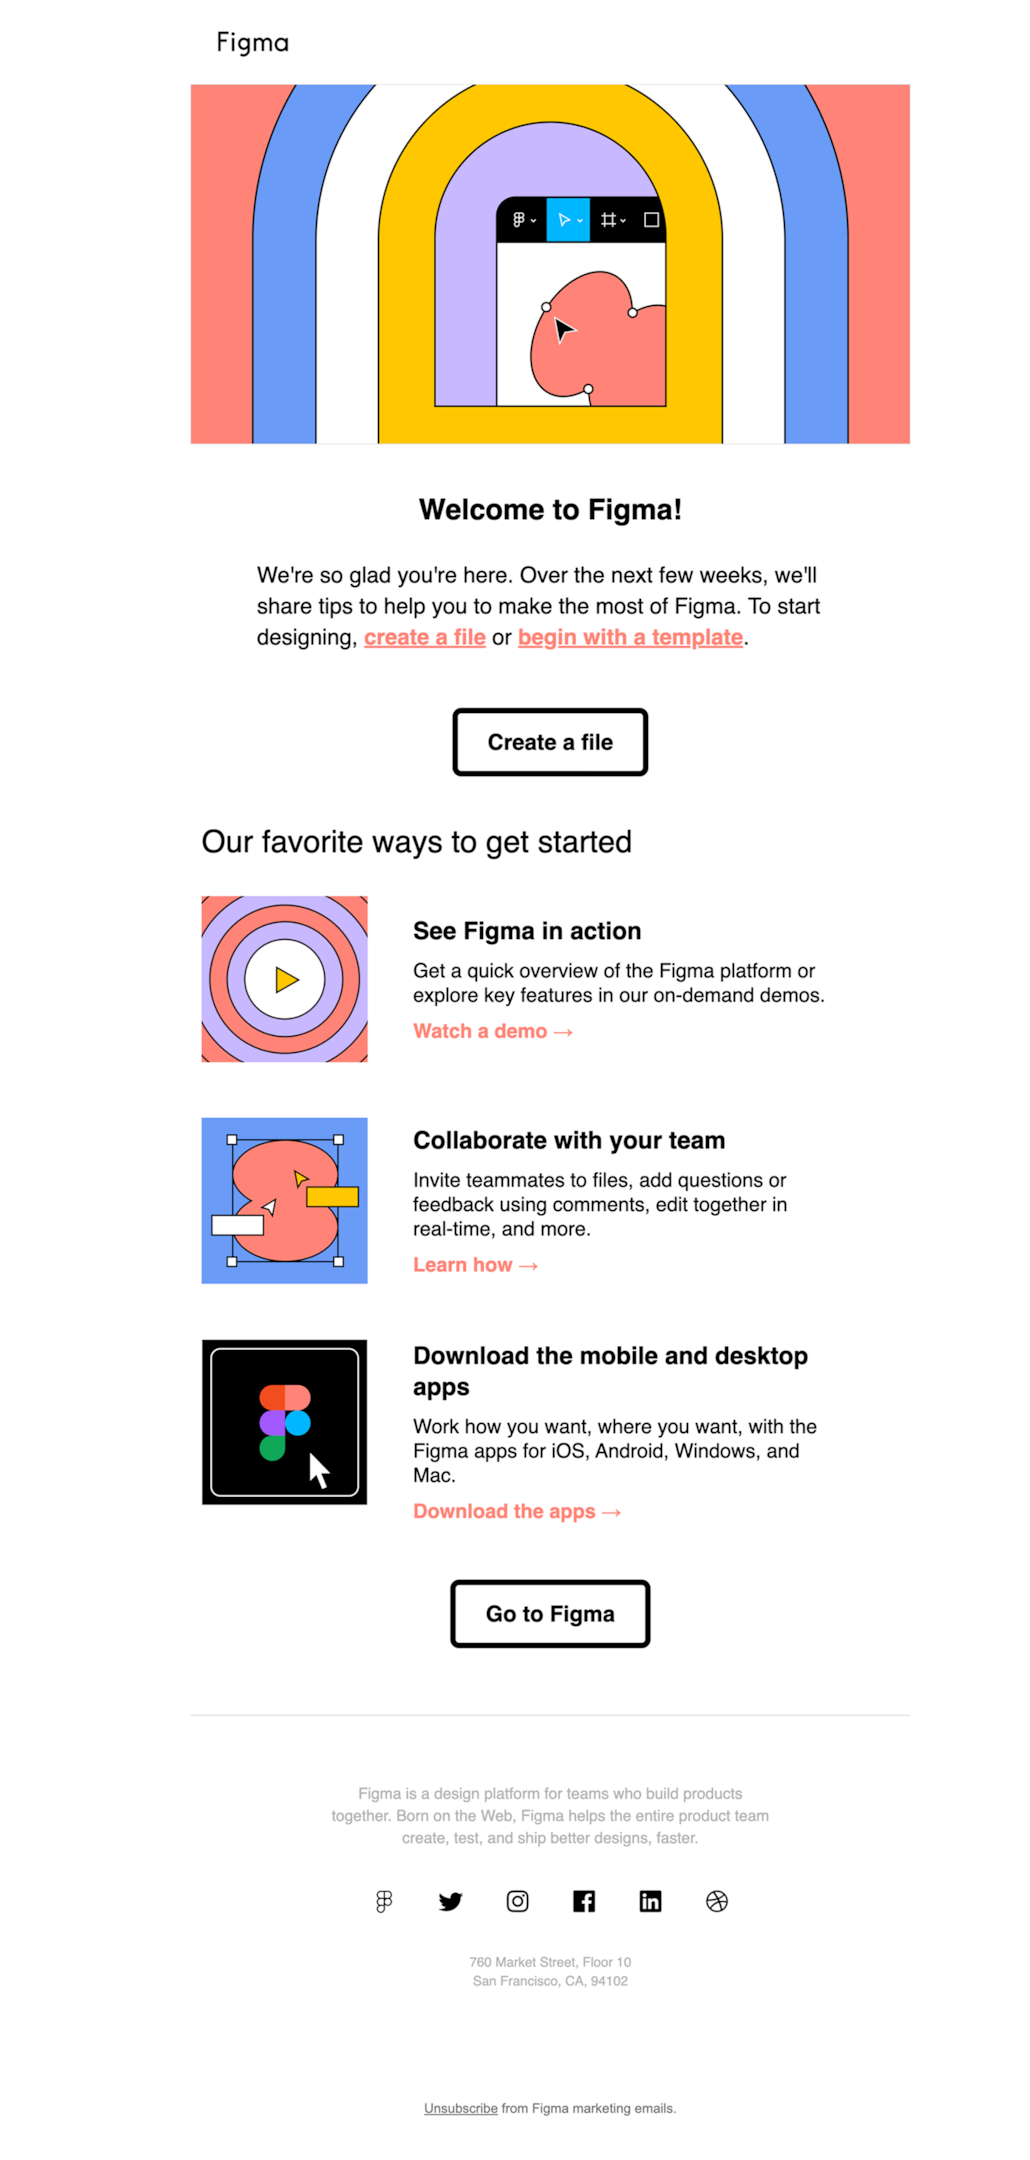 Figma
Welcome to Figma!
We're so glad you're here. Over the next few weeks, we'll
share tips to help you to make the most of Figma. To start
designing, create a file or begin with a template.
Create a file
Our favorite ways to get started
See Figma in action
Get a quick overview of the Figma platform or
explore key features in our on-demand demos.
Watch a demo →
Collaborate with your team
Invite teammates to files, add questions or
feedback using comments, edit together in
real-time, and more.
Learn how →
Download the mobile and desktop
apps
Work how you want, where you want, with the
Figma apps for iOS, Android, Windows, and
Mac.
Download the apps →
Go to Figma
Figma is a design platform for teams who build products
together. Born on the Web, Figma helps the entire product team
create, test, and ship better designs, faster.
760 Market Street, Floor 10
San Francisco, CA, 94102
Unsubscribe from Figma marketing emails.